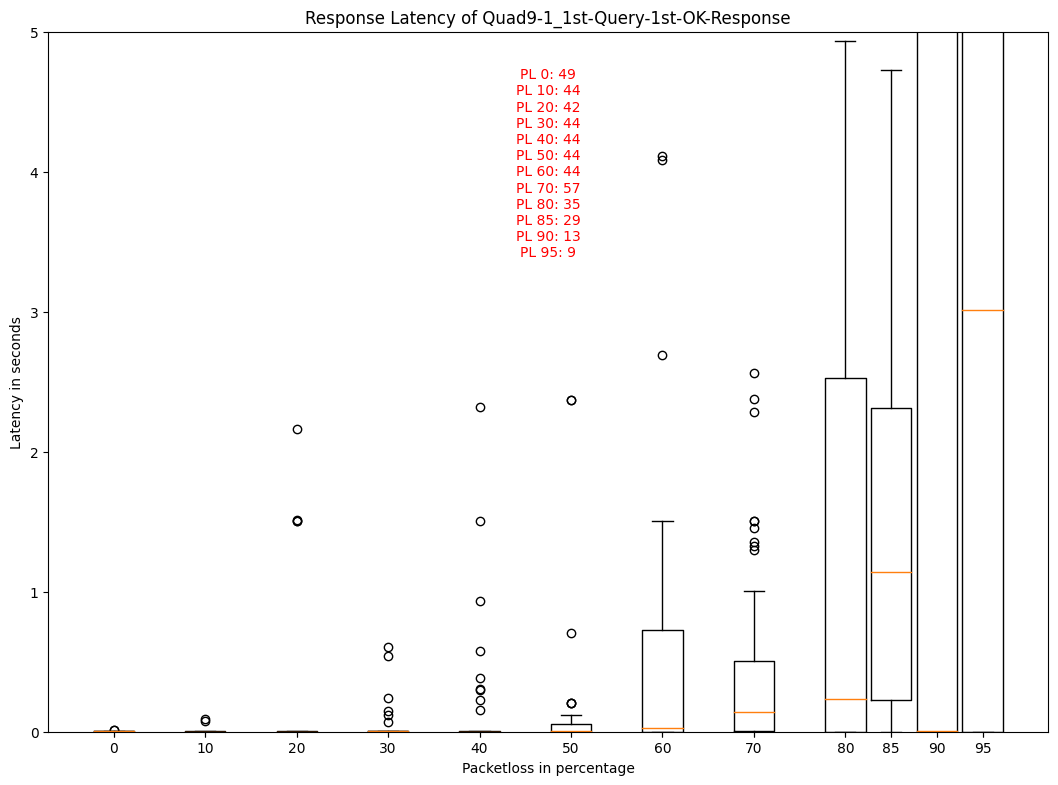 Response Latency of Quad9-1_1st-Query-1st-OK-Response
5
4
3
2
1
0
Latency in seconds
PL 0: 49
PL 10: 44
PL 20: 42
PL 30: 44
PL 40: 44
PL 50: 44
PL 60: 44
PL 70: 57
PL 80: 35
PL 85: 29
PL 90: 13
PL 95: 9
0 10 20 30 40 50 60 70 80 85 90 95
Packetloss in percentage